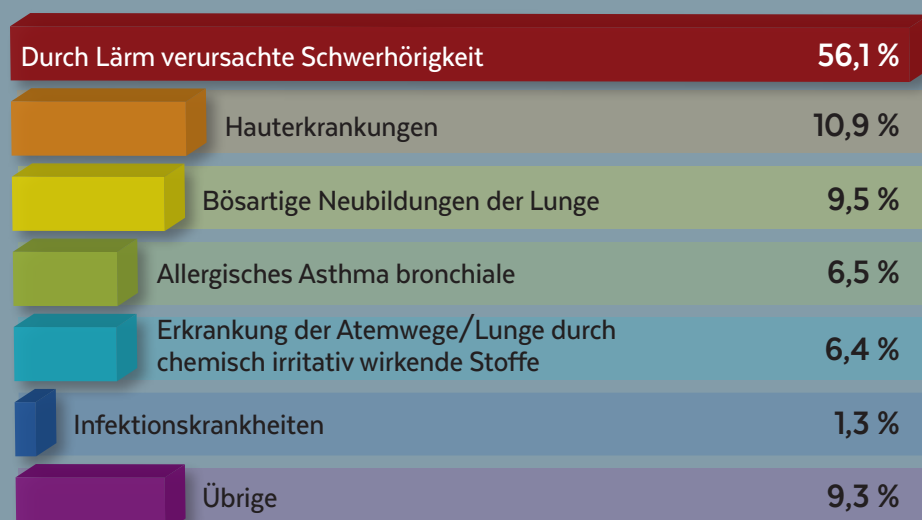 Durch Lärm verursachte Schwerhörigkeit 56,1 %
Hauterkrankungen 10,9 %
Bösartige Neubildungen der Lunge 9,5 %
Allergisches Asthma bronchiale 6,5 %
Erkrankung der Atemwege/Lunge durch
chemisch irritativ wirkende Stoffe 6,4 %
Infektionskrankheiten 1,3 %
Übrige 9,3 %